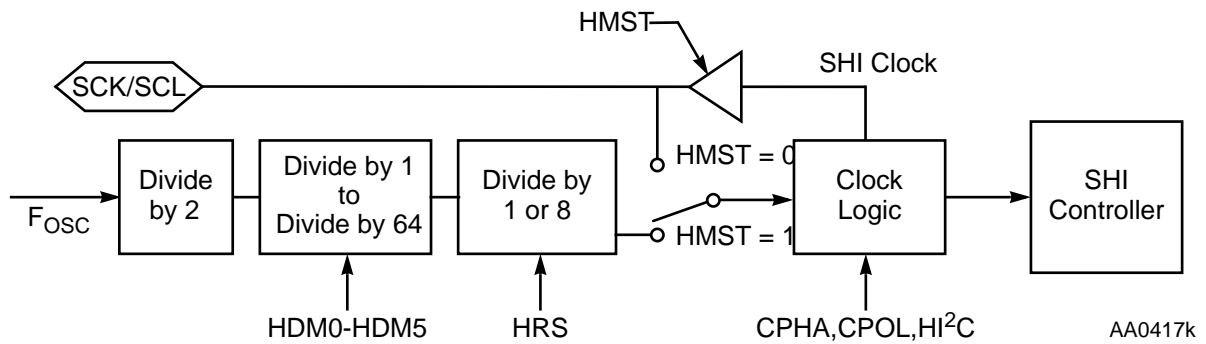 HMST
SCK/SCL
SHI Clock
HMST = 0
Divide
by 2
Divide by 1
to
Divide by 64
Divide by
1 or 8
Clock
Logic
SHI
Controller
F_OSC
HMST = 1
HDM0-HDM5
HRS
CPHA,CPOL,HI²C
AA0417k